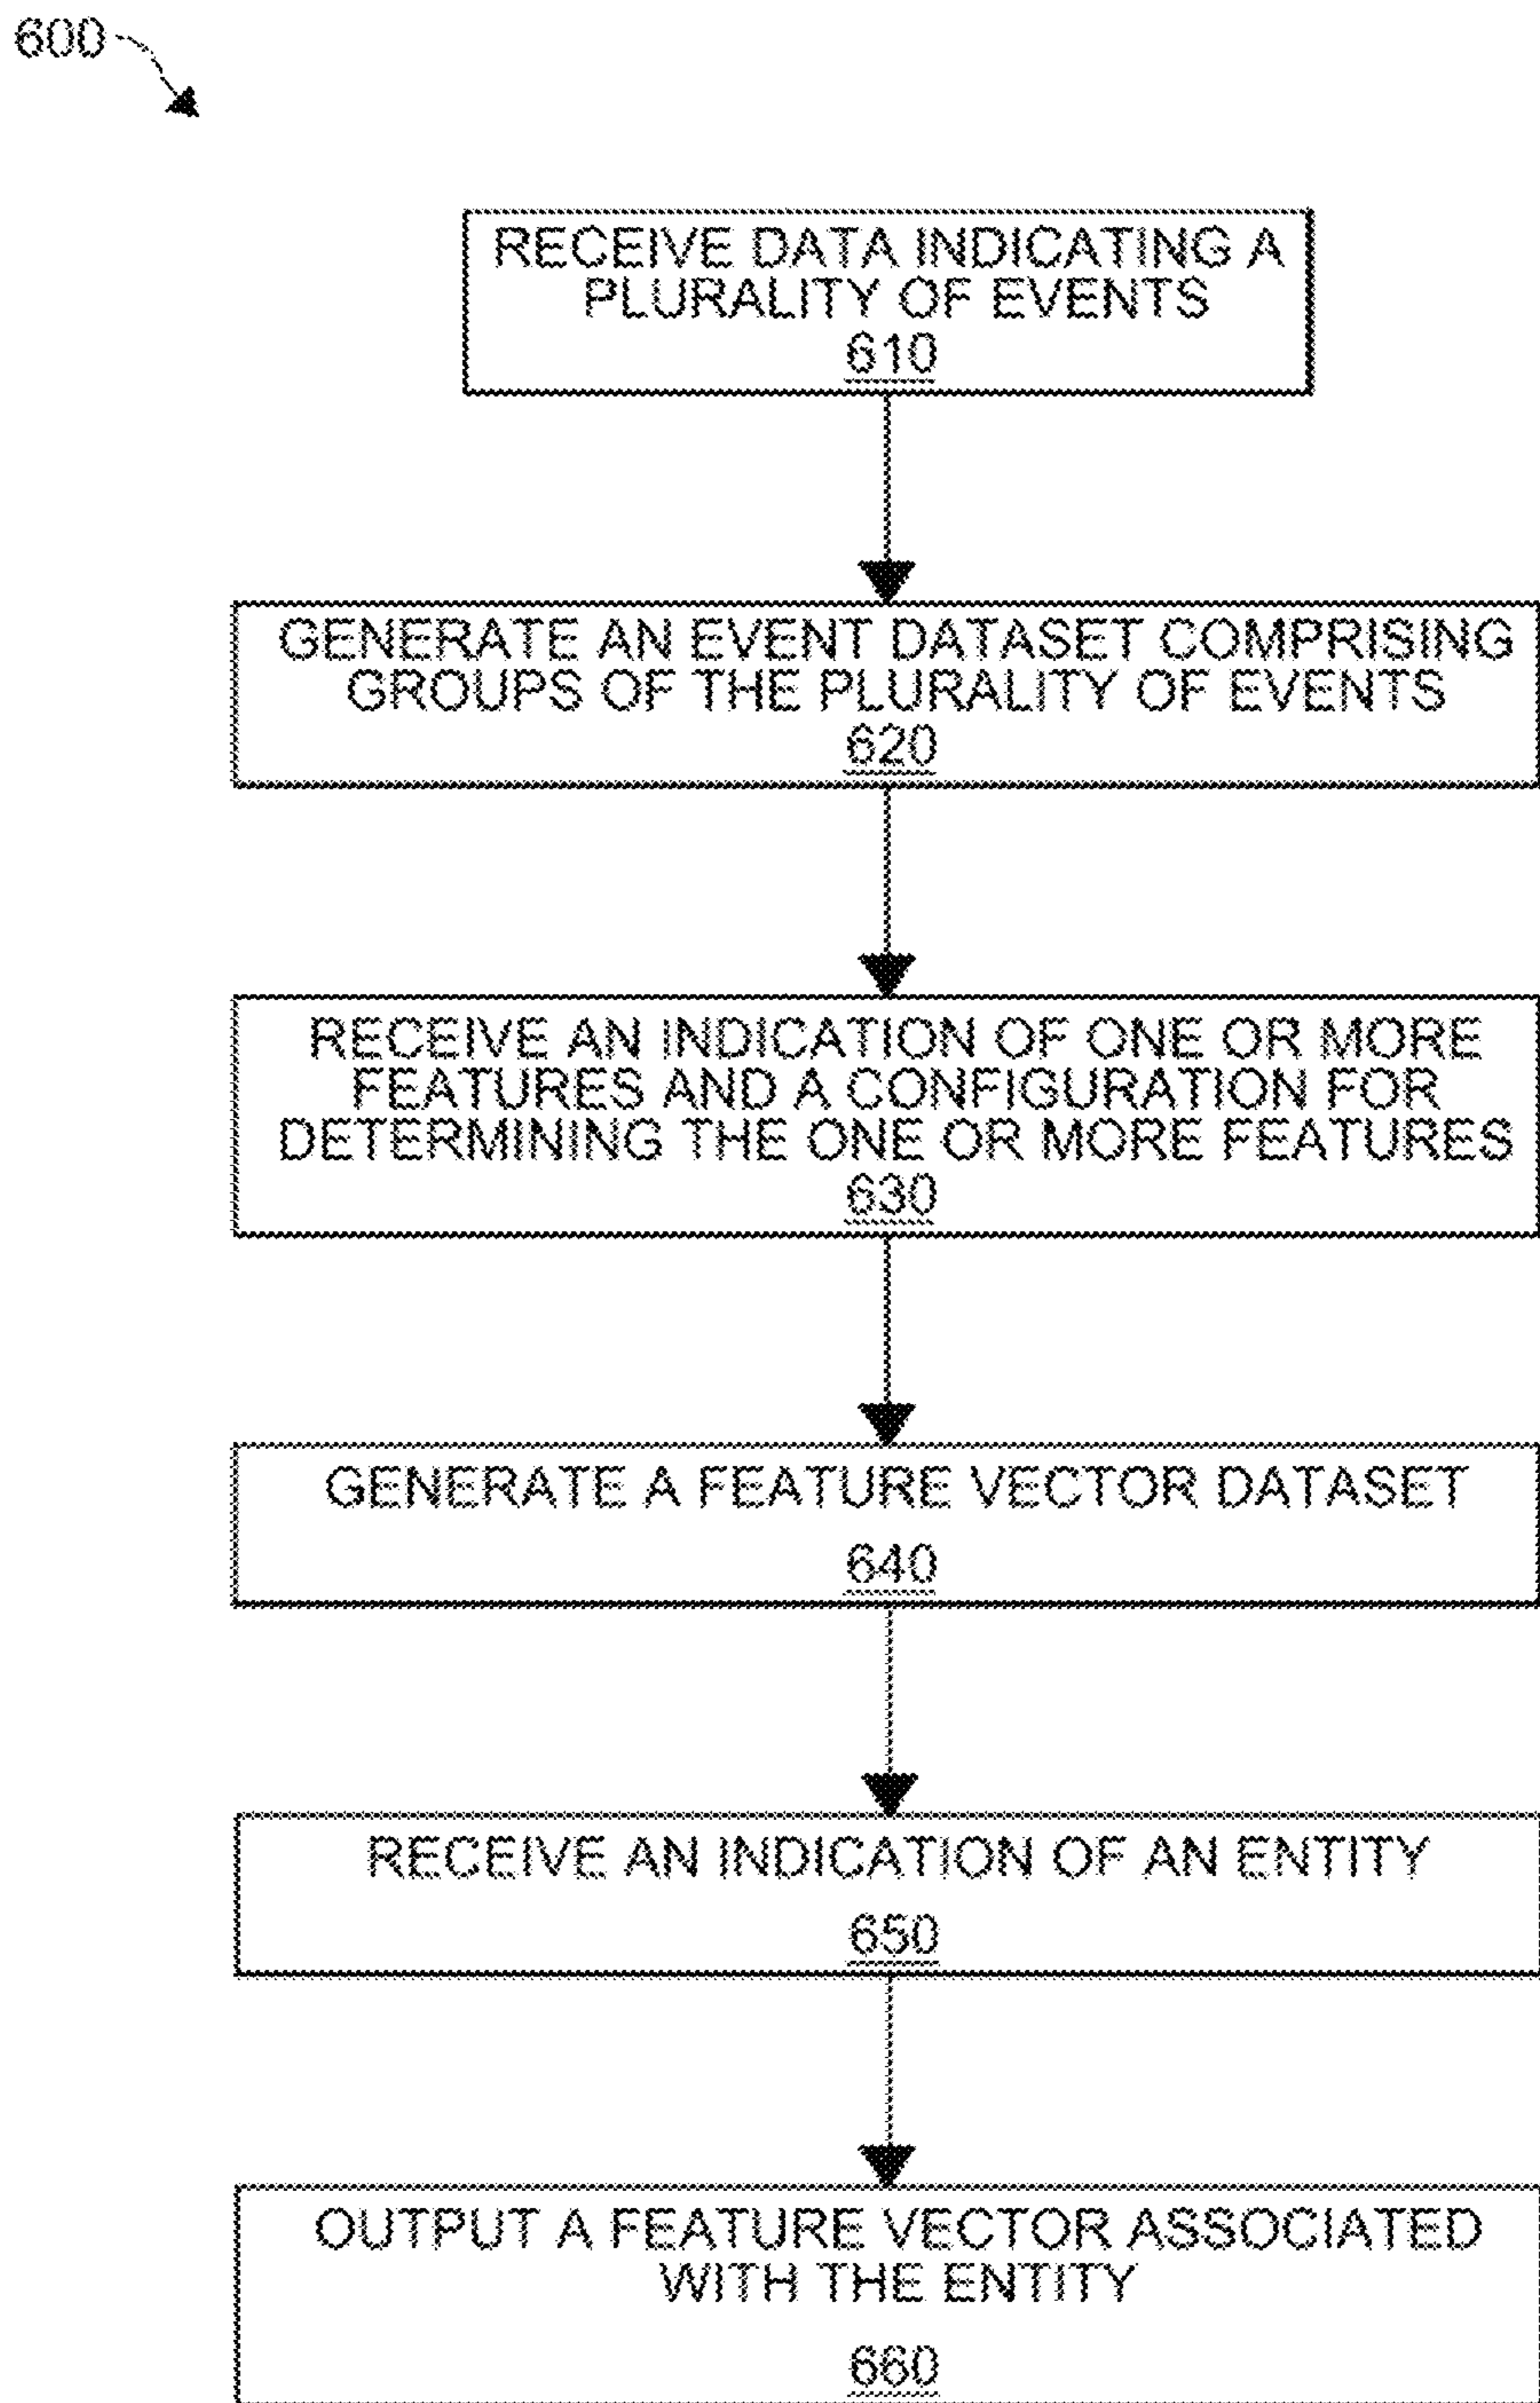 600
RECEIVE DATA INDICATING A
PLURALITY OF EVENTS
610
GENERATE AN EVENT DATASET COMPRISING
GROUPS OF THE PLURALITY OF EVENTS
620
RECEIVE AN INDICATION OF ONE OR MORE
FEATURES AND A CONFIGURATION FOR
DETERMINING THE ONE OR MORE FEATURES
630
GENERATE A FEATURE VECTOR DATASET
640
RECEIVE AN INDICATION OF AN ENTITY
650
OUTPUT A FEATURE VECTOR ASSOCIATED
WITH THE ENTITY
660